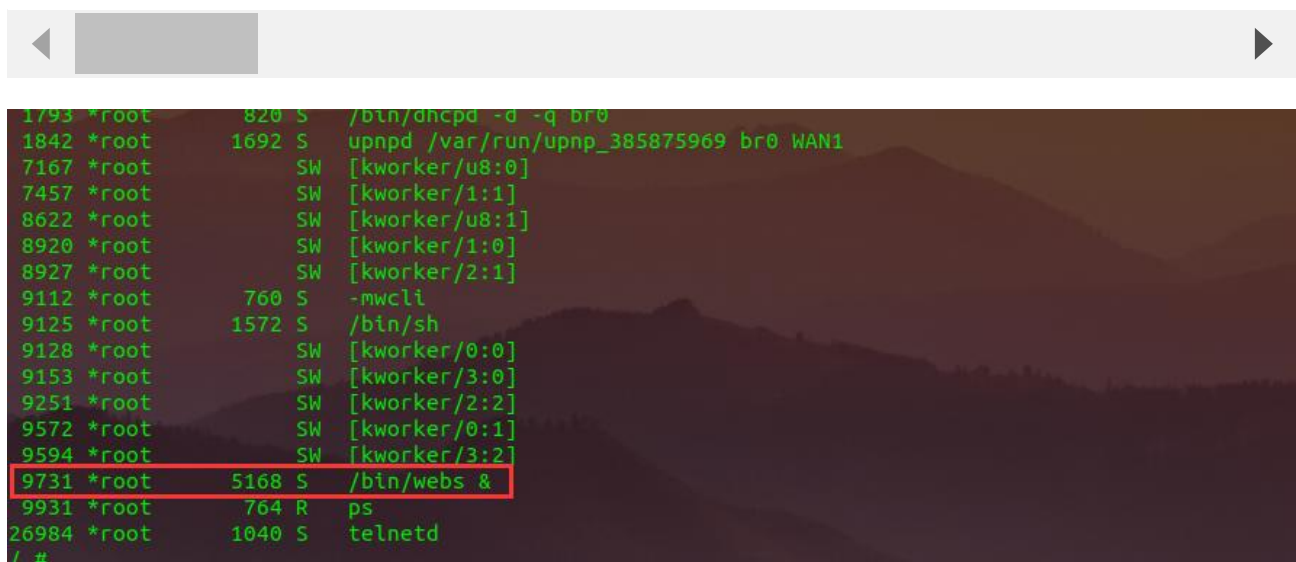 1793 *root 820 S /bin/dhcpd -d -q br0
1842 *root 1692 S upnpd /var/run/upnp_385875969 br0 WAN1
7167 *root SW [kworker/u8:0]
7457 *root SW [kworker/1:1]
8622 *root SW [kworker/u8:1]
8920 *root SW [kworker/1:0]
8927 *root SW [kworker/2:1]
9112 *root 760 S -mwcli
9125 *root 1572 S /bin/sh
9128 *root SW [kworker/0:0]
9153 *root SW [kworker/3:0]
9251 *root SW [kworker/2:2]
9572 *root SW [kworker/0:1]
9594 *root SW [kworker/3:2]
9731 *root 5168 S /bin/webs &
9931 *root 764 R ps
26984 *root 1040 S telnetd
/ #